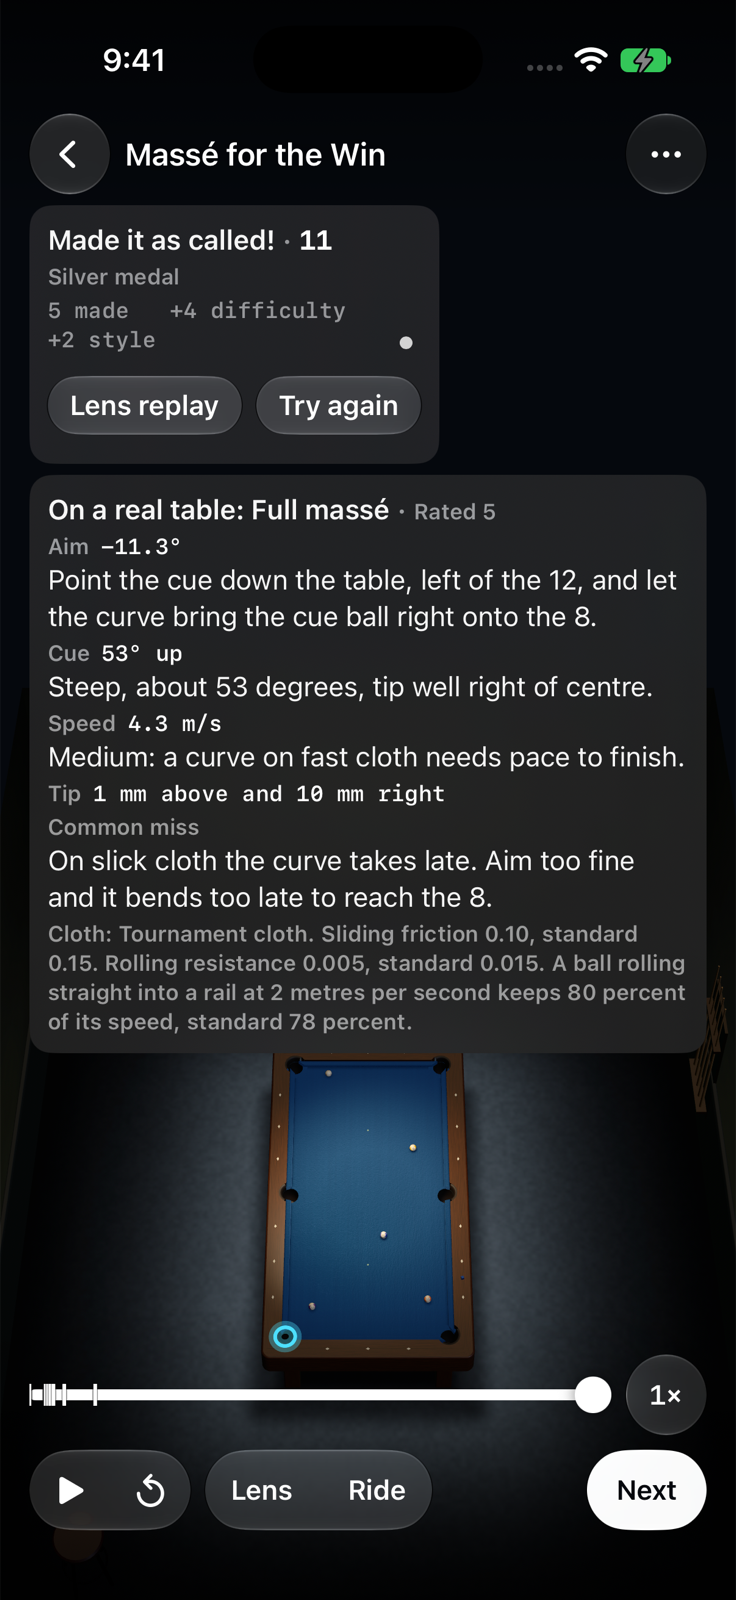 9:41
Massé for the Win
Made it as called! · 11
Silver medal
5 made +4 difficulty
+2 style
Lens replay Try again
On a real table: Full massé · Rated 5
Aim −11.3°
Point the cue down the table, left of the 12, and let
the curve bring the cue ball right onto the 8.
Cue 53° up
Steep, about 53 degrees, tip well right of centre.
Speed 4.3 m/s
Medium: a curve on fast cloth needs pace to finish.
Tip 1 mm above and 10 mm right
Common miss
On slick cloth the curve takes late. Aim too fine
and it bends too late to reach the 8.
Cloth: Tournament cloth. Sliding friction 0.10, standard
0.15. Rolling resistance 0.005, standard 0.015. A ball rolling
straight into a rail at 2 metres per second keeps 80 percent
of its speed, standard 78 percent.
1×
Lens Ride Next